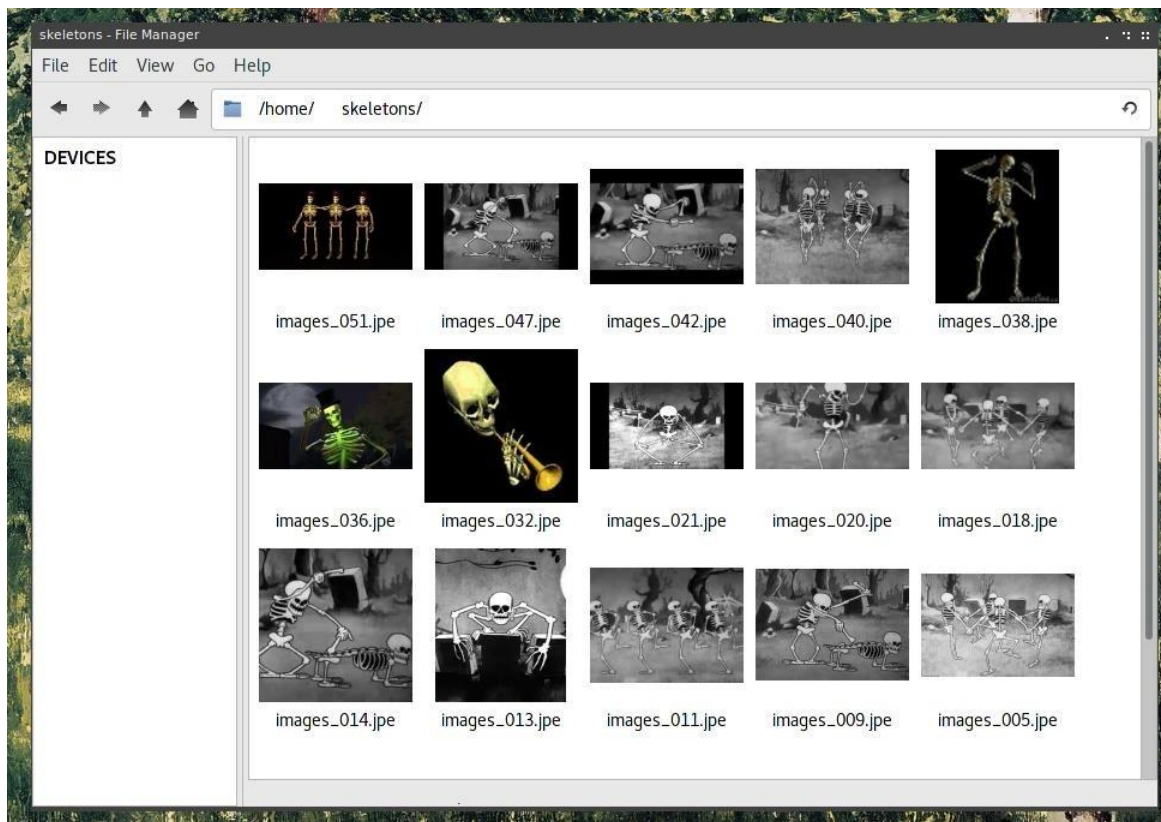 skeletons - File Manager
File Edit View Go Help
/home/ skeletons/
DEVICES
images_051.jpe images_047.jpe images_042.jpe images_040.jpe images_038.jpe
images_036.jpe images_032.jpe images_021.jpe images_020.jpe images_018.jpe
images_014.jpe images_013.jpe images_011.jpe images_009.jpe images_005.jpe